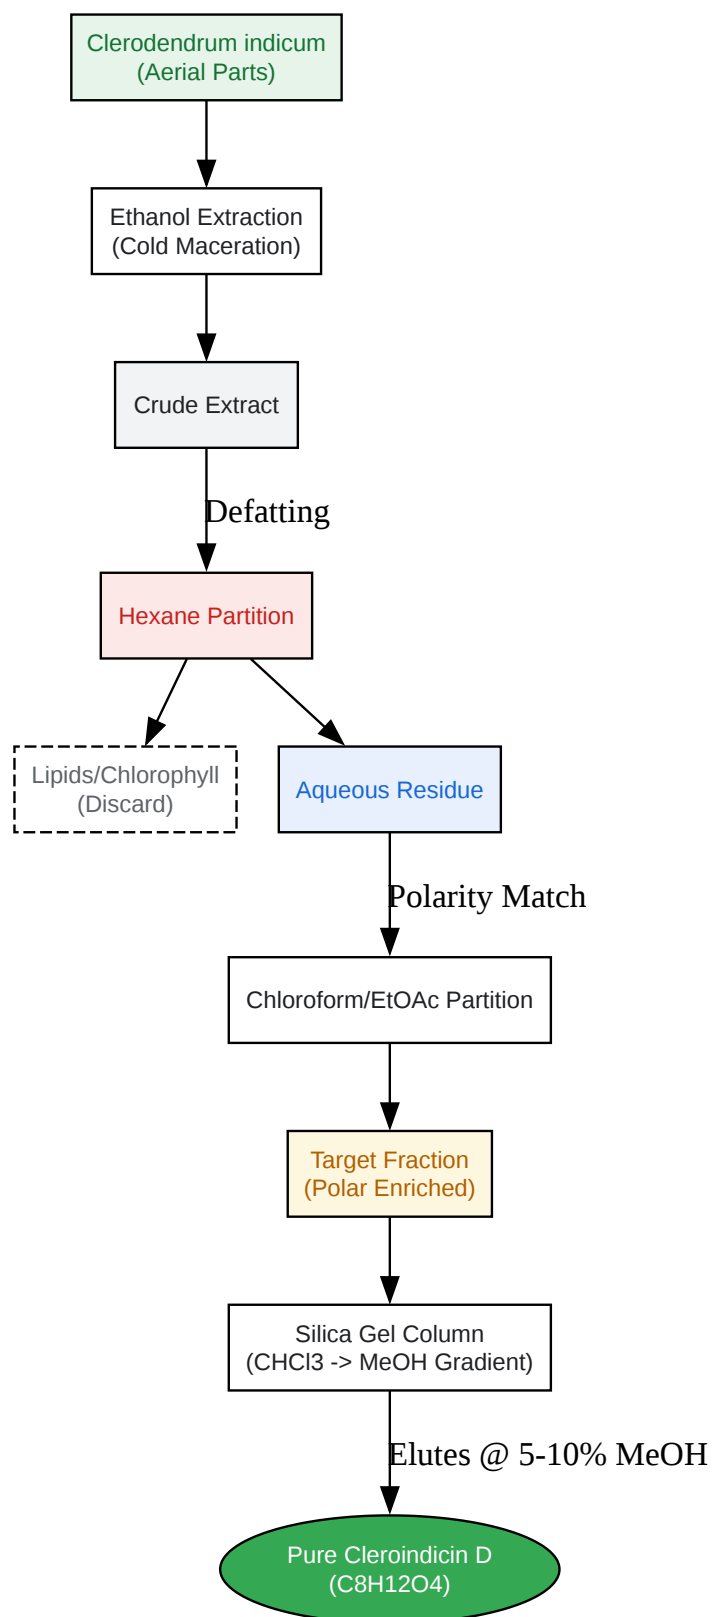 Clerodendrum indicum
(Aerial Parts)
Ethanol Extraction
(Cold Maceration)
Crude Extract
Defatting
Hexane Partition
Lipids/Chlorophyll
(Discard)
Aqueous Residue
Polarity Match
Chloroform/EtOAc Partition
Target Fraction
(Polar Enriched)
Silica Gel Column
(CHCl3 -> MeOH Gradient)
Elutes @ 5-10% MeOH
Pure Cleroindicin D
(C8H12O4)